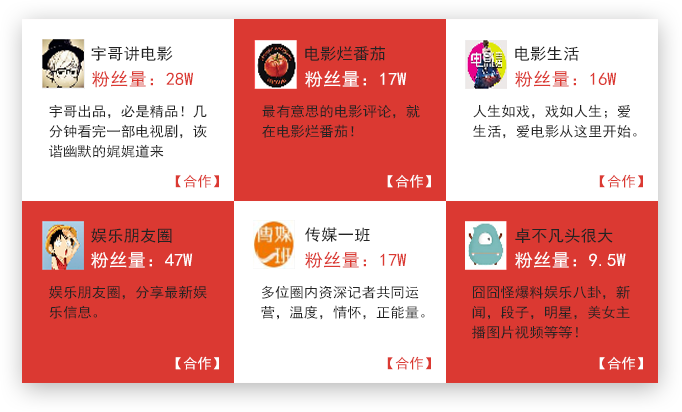 宇哥讲电影
粉丝量：28W
宇哥出品，必是精品！几
分钟看完一部电视剧，诙
谐幽默的娓娓道来
【合作】
电影烂番茄
粉丝量：17W
最有意思的电影评论，就
在电影烂番茄！
【合作】
电影生活
粉丝量：16W
人生如戏，戏如人生；爱
生活，爱电影从这里开始。
【合作】
娱乐朋友圈
粉丝量：47W
娱乐朋友圈，分享最新娱
乐信息。
【合作】
傳媒
一班
传媒一班
粉丝量：17W
多位圈内资深记者共同运
营，温度，情怀，正能量。
【合作】
卓不凡头很大
粉丝量：9.5W
囧囧怪爆料娱乐八卦，新
闻，段子，明星，美女主
播图片视频等等！
【合作】